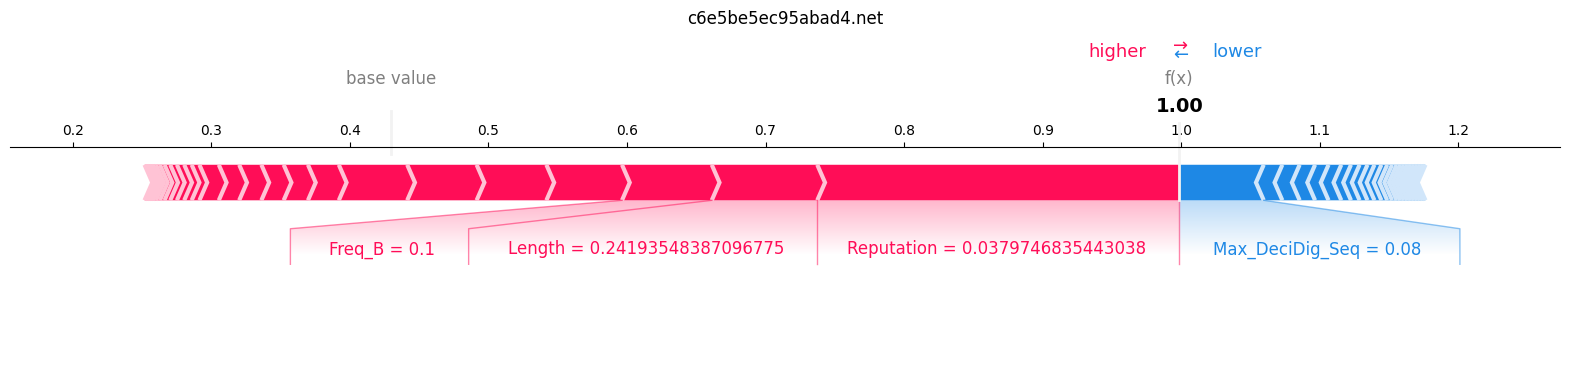 c6e5be5ec95abad4.net
higher → ← lower
base value f(x)
1.00
0.2 0.3 0.4 0.5 0.6 0.7 0.8 0.9 1.0 1.1 1.2
Freq_B = 0.1 Length = 0.24193548387096775 Reputation = 0.0379746835443038 Max_DeciDig_Seq = 0.08